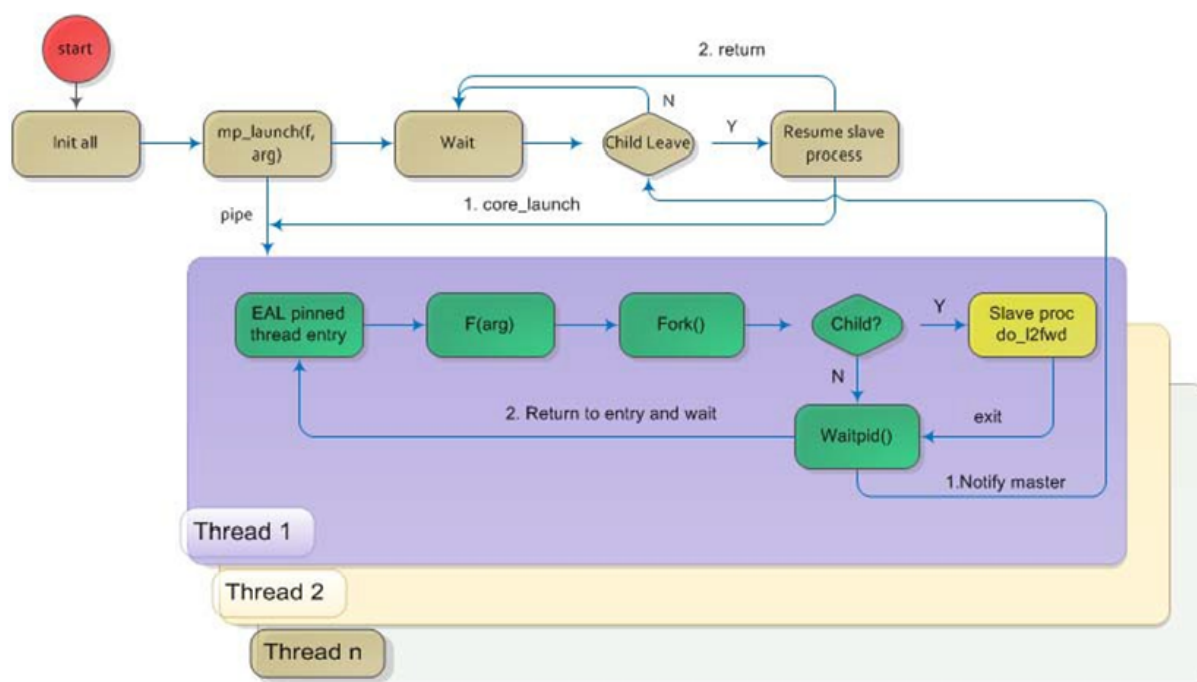 start
2. return
Init all
mp_launch(f,
arg)
Wait
N
Child Leave
Y
Resume slave
process
pipe
1. core_launch
EAL pinned
thread entry
F(arg)
Fork()
Child?
Y
Slave proc
do_l2fwd
N
2. Return to entry and wait
Waitpid()
exit
1.Notify master
Thread 1
Thread 2
Thread n